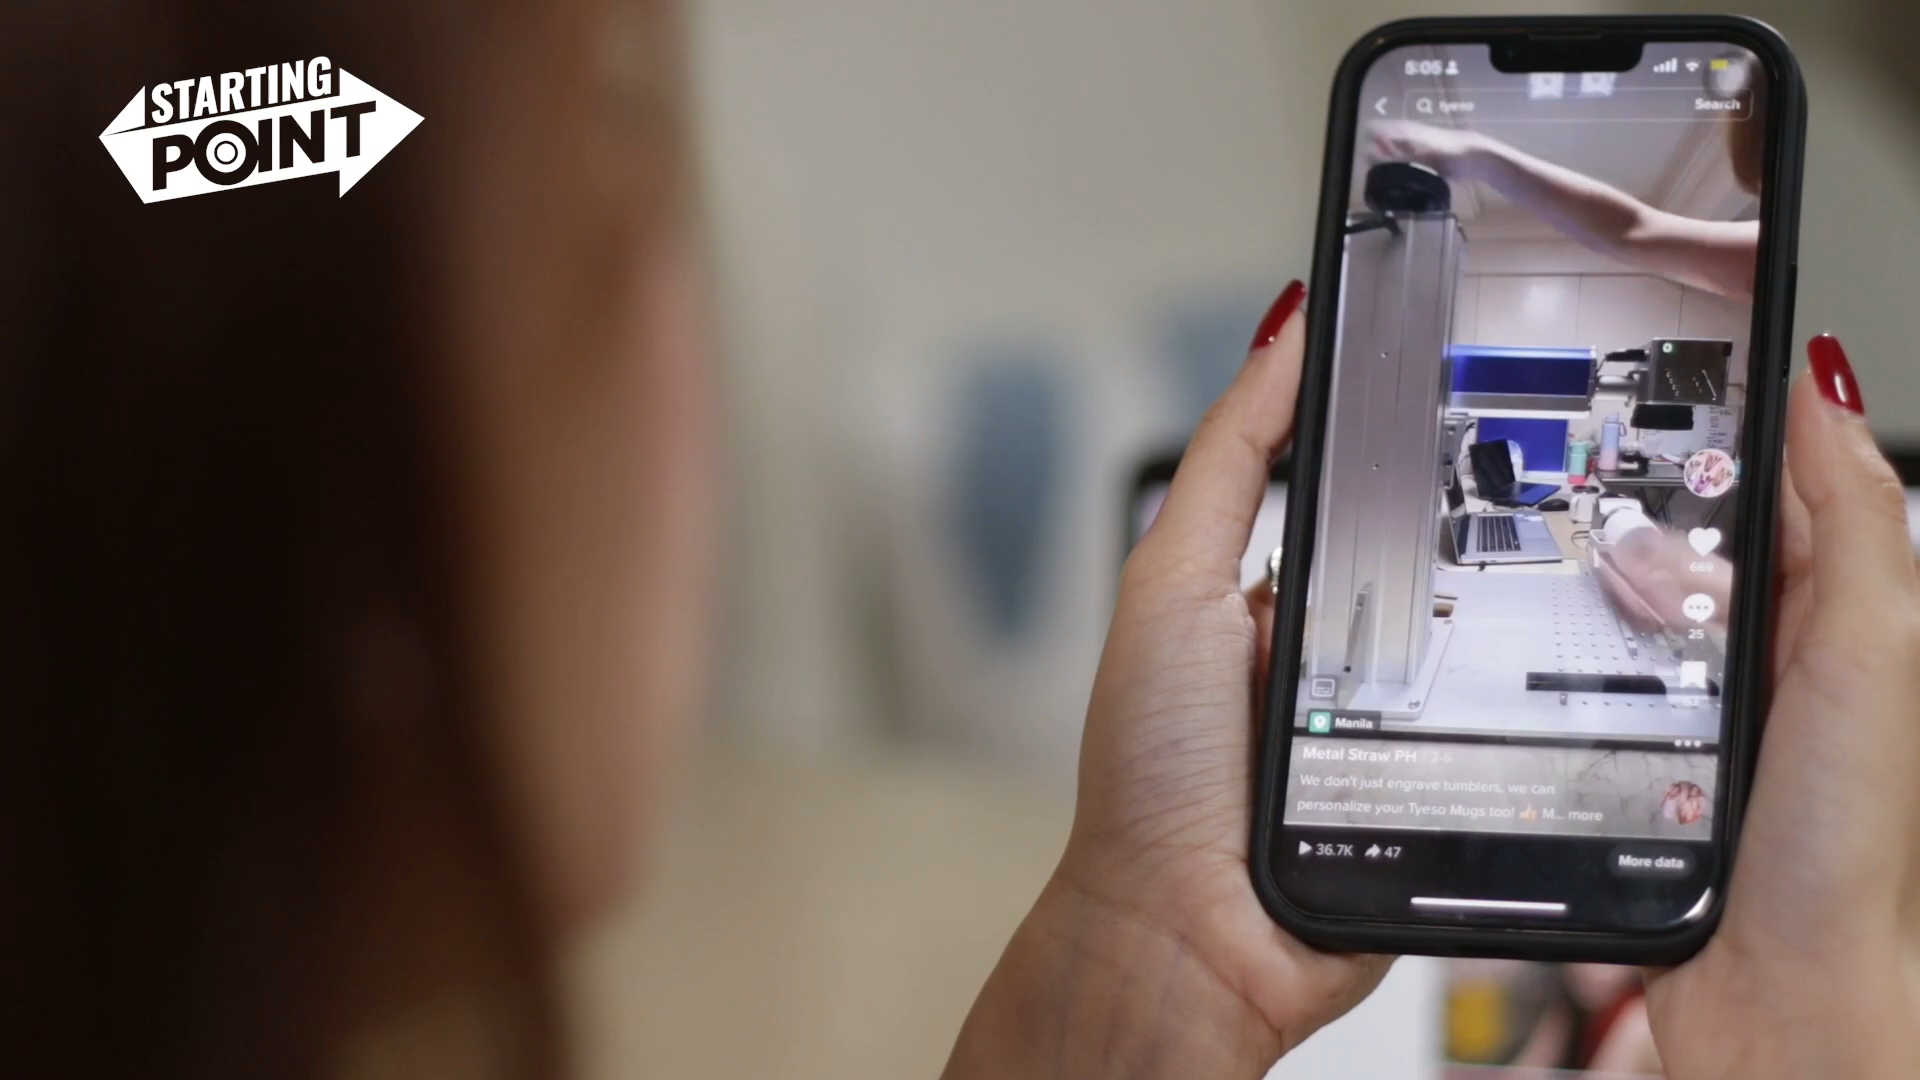 STARTING
POINT
5:05
tyeso
Search
669
25
Manila
Metal Straw PH
We don't just engrave tumblers, we can
personalize your Tyeso Mugs too! 👍 M... more
36.7K
47
More data